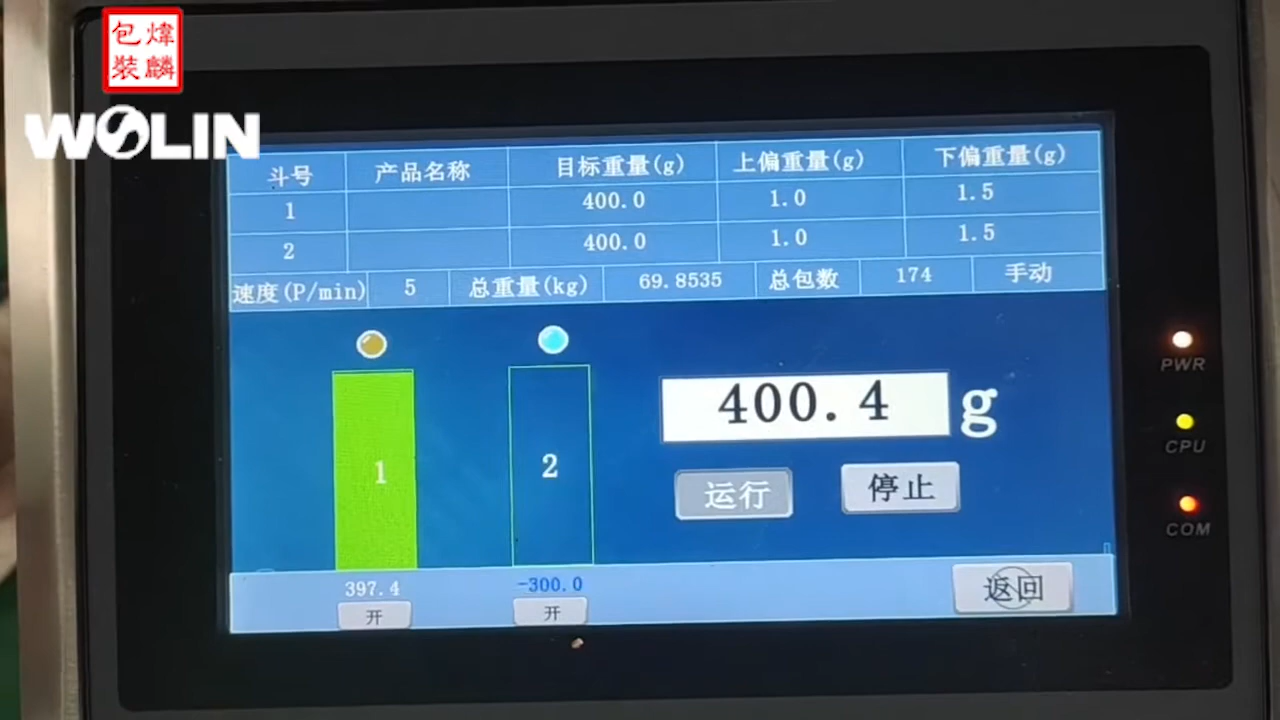 包煒
裝麟
WOLIN
斗号 产品名称 目标重量(g) 上偏重量(g) 下偏重量(g)
1 400.0 1.0 1.5
2 400.0 1.0 1.5
速度(P/min) 5 总重量(kg) 69.8535 总包数 174 手动
1
2
400.4 g
运行 停止
397.4 -300.0
开 开
返回
PWR
CPU
COM